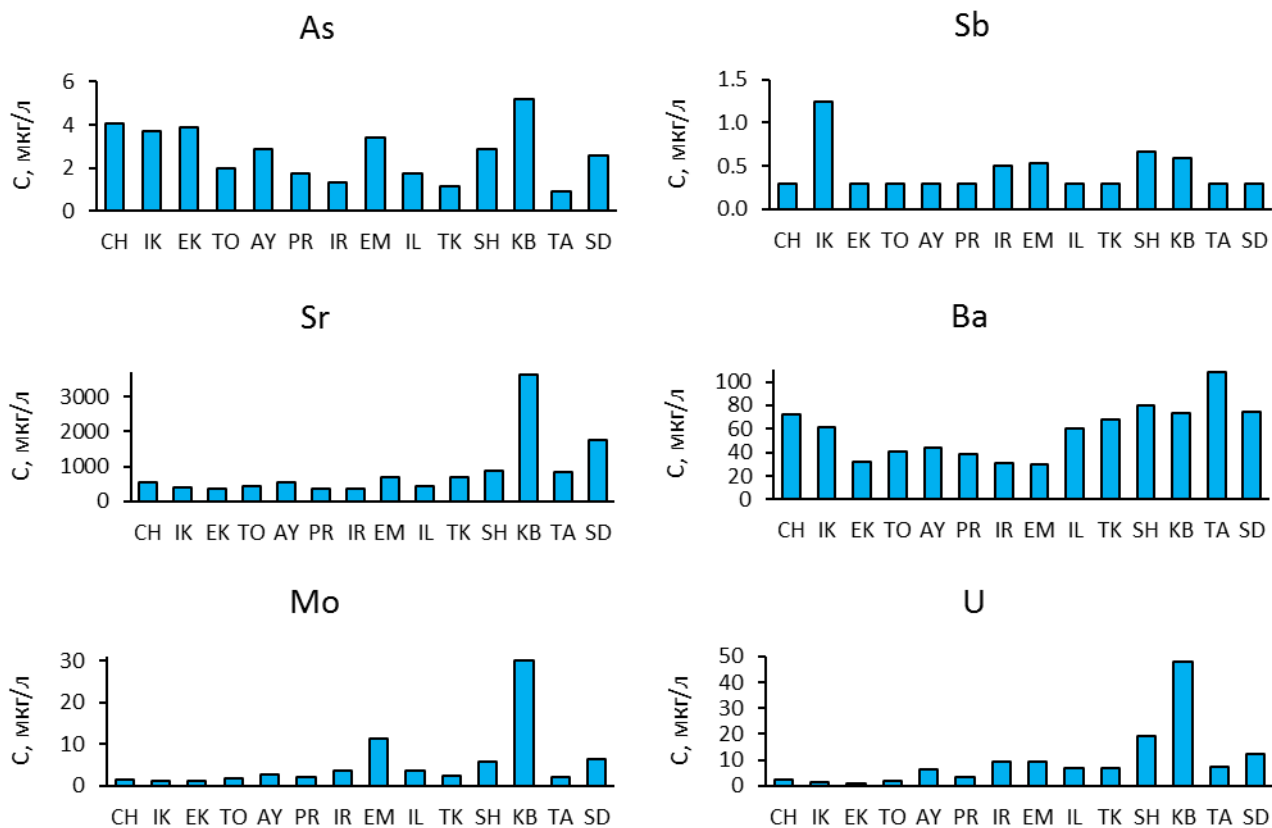 As
C, мкг/л
6
4
2
0
CH IK EK TO AY PR IR EM IL TK SH KB TA SD
Sb
C, мкг/л
1.5
1.0
0.5
0.0
CH IK EK TO AY PR IR EM IL TK SH KB TA SD
Sr
C, мкг/л
3000
2000
1000
0
CH IK EK TO AY PR IR EM IL TK SH KB TA SD
Ba
C, мкг/л
100
80
60
40
20
0
CH IK EK TO AY PR IR EM IL TK SH KB TA SD
Mo
C, мкг/л
30
20
10
0
CH IK EK TO AY PR IR EM IL TK SH KB TA SD
U
C, мкг/л
50
40
30
20
10
0
CH IK EK TO AY PR IR EM IL TK SH KB TA SD